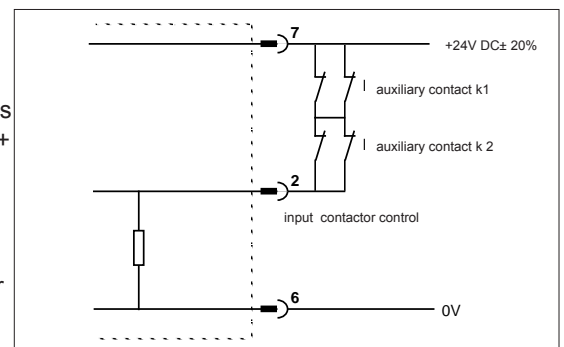 7
+24V DC± 20%
auxiliary contact k1
s
+
auxiliary contact k 2
2
input contactor control
r
6
0V